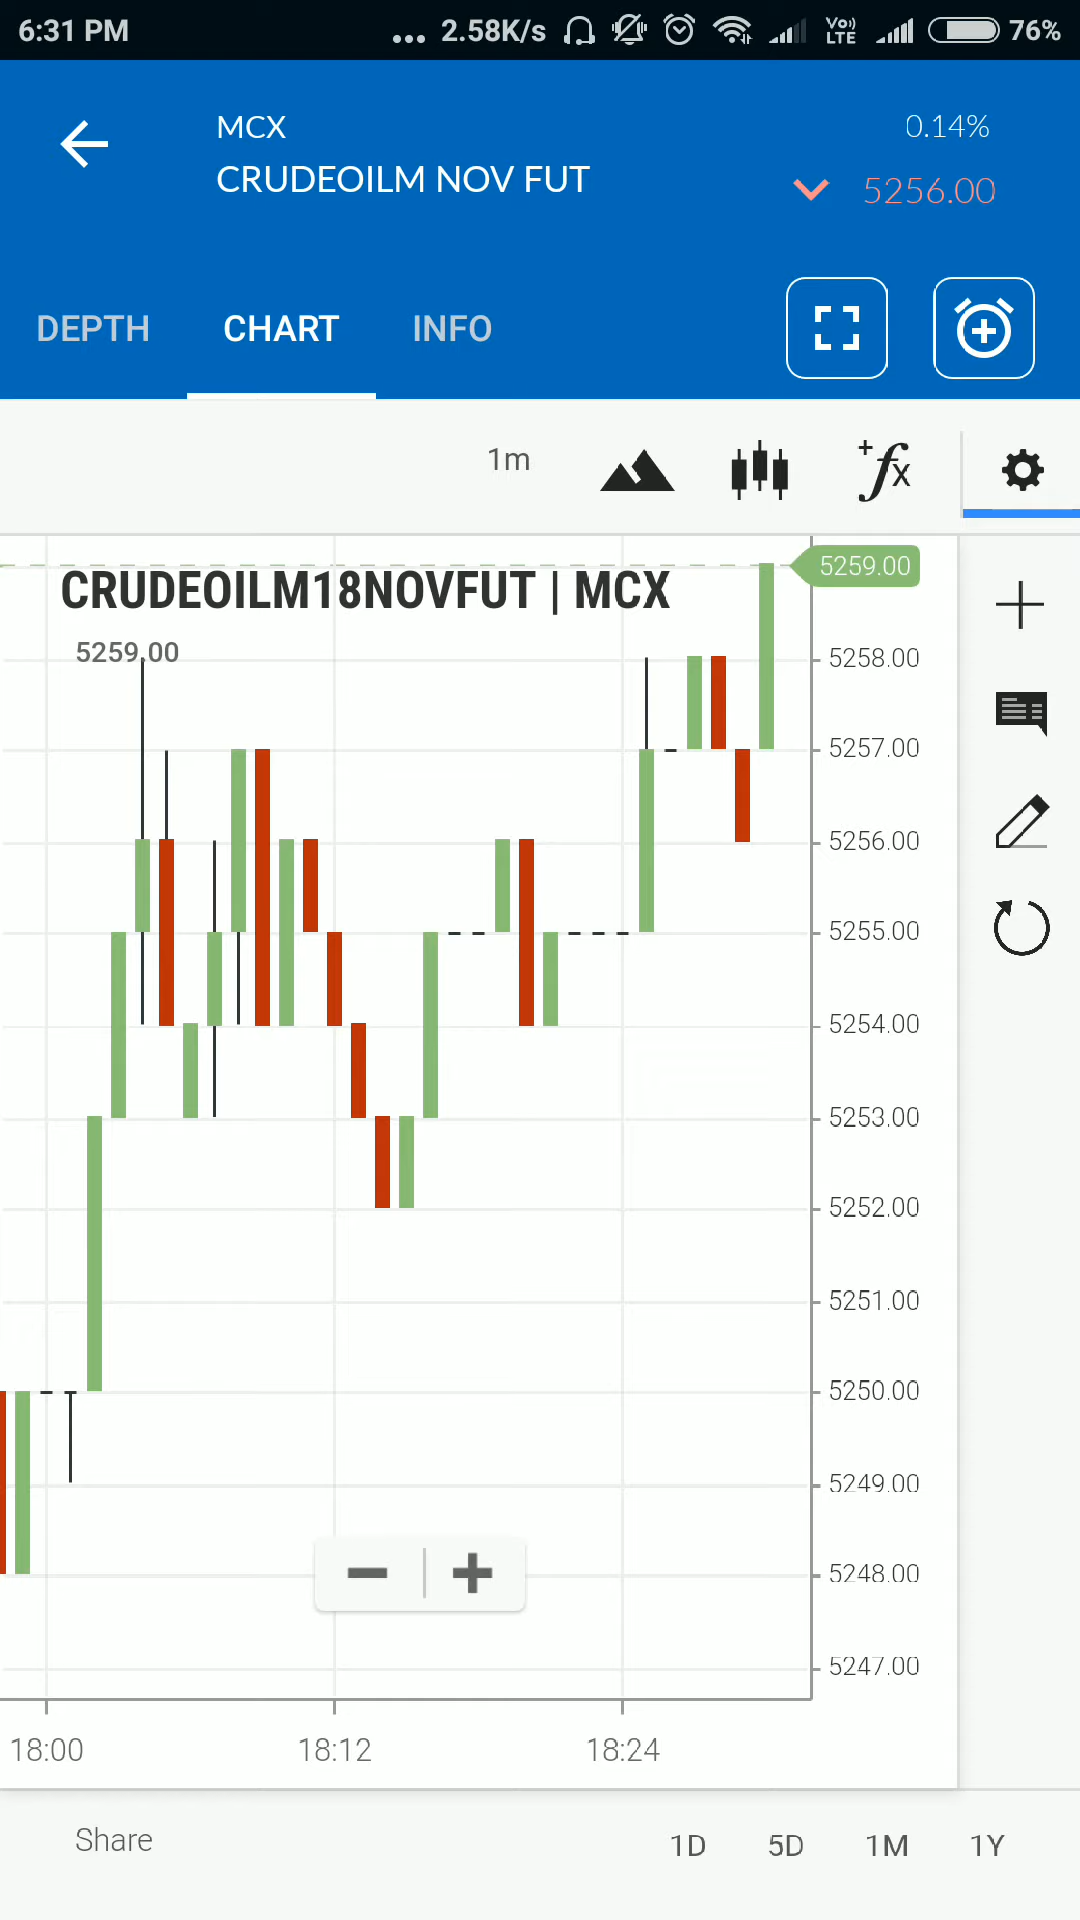 6:31 PM ... 2.58K/s Vo)) LTE 76%
MCX 0.14%
CRUDEOILM NOV FUT 5256.00
DEPTH CHART INFO
1m + fx
5259.00
CRUDEOILM18NOVFUT | MCX
5259.00
5258.00
5257.00
5256.00
5255.00
5254.00
5253.00
5252.00
5251.00
5250.00
5249.00
5248.00
5247.00
18:00 18:12 18:24
Share 1D 5D 1M 1Y